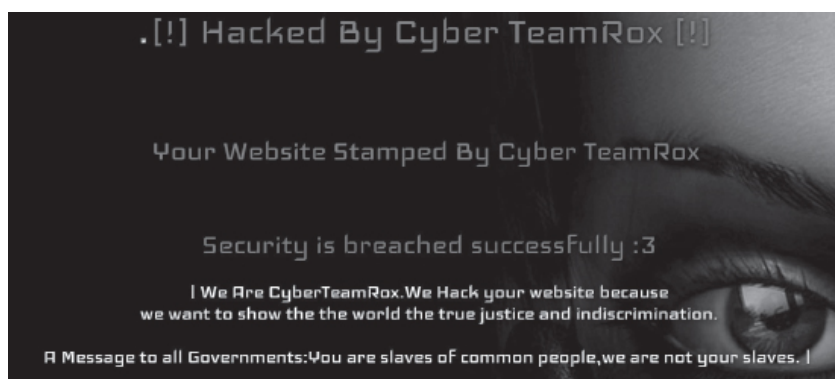 .[!] Hacked By Cyber TeamRox [!]
Your Website Stamped By Cyber TeamRox
Security is breached successfully :3
| We Are CyberTeamRox.We Hack your website because
we want to show the the world the true justice and indiscrimination.
A Message to all Governments:You are slaves of common people,we are not your slaves. |